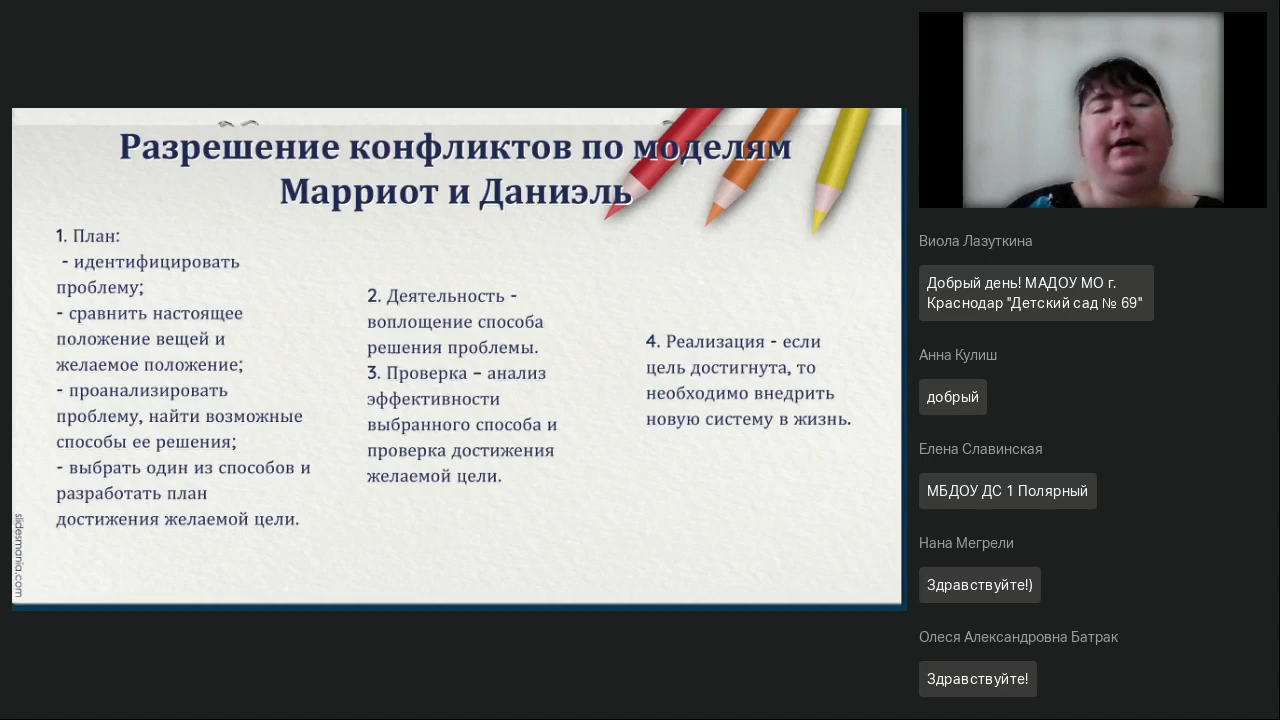 Разрешение конфликтов по моделям
Марриот и Даниэль
1. План:
- идентифицировать
проблему;
- сравнить настоящее
положение вещей и
желаемое положение;
- проанализировать
проблему, найти возможные
способы ее решения;
- выбрать один из способов и
разработать план
достижения желаемой цели.
2. Деятельность -
воплощение способа
решения проблемы.
3. Проверка – анализ
эффективности
выбранного способа и
проверка достижения
желаемой цели.
4. Реализация - если
цель достигнута, то
необходимо внедрить
новую систему в жизнь.
slidesmania.com
Виола Лазуткина
Добрый день! МАДОУ МО г.
Краснодар "Детский сад № 69"
Анна Кулиш
добрый
Елена Славинская
МБДОУ ДС 1 Полярный
Нана Мегрели
Здравствуйте!)
Олеся Александровна Батрак
Здравствуйте!